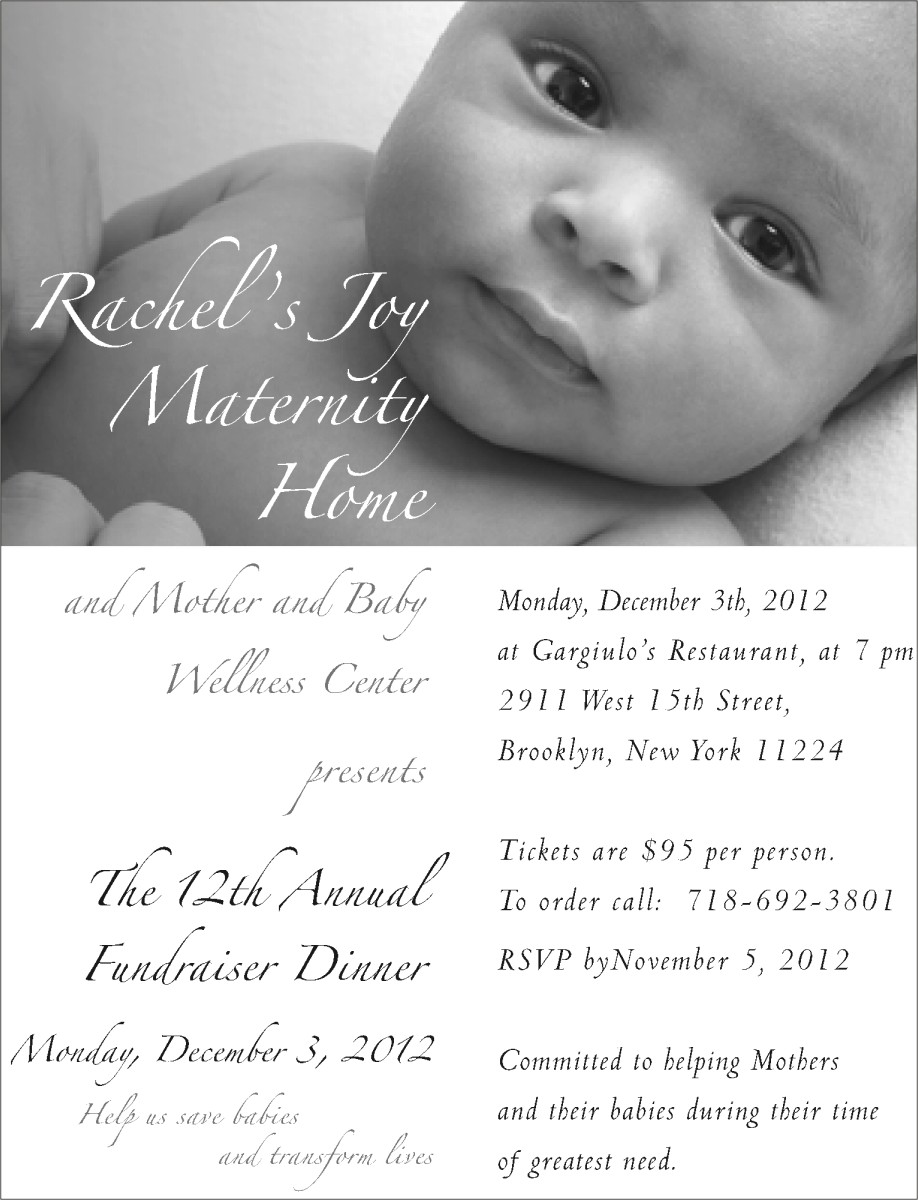 Rachel's Joy
Maternity
Home
and Mother and Baby
Wellness Center
presents
The 12th Annual
Fundraiser Dinner
Monday, December 3, 2012
Help us save babies
and transform lives
Monday, December 3th, 2012
at Gargiulo's Restaurant, at 7 pm
2911 West 15th Street,
Brooklyn, New York 11224
Tickets are $95 per person.
To order call: 718-692-3801
RSVP byNovember 5, 2012
Committed to helping Mothers
and their babies during their time
of greatest need.